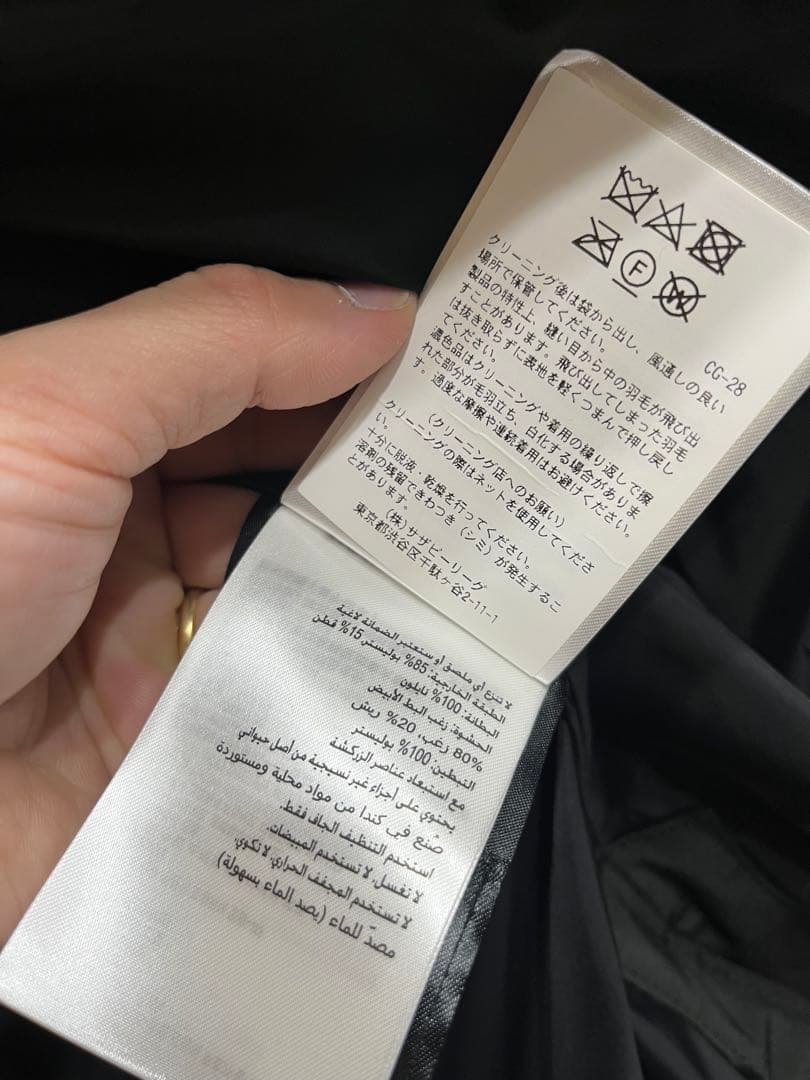 CG-28
クリーニング後は袋から出し、風通しの良い
場所で保管してください。
製品の特性上、縫い目から中の羽毛が飛び出
すことがあります。飛び出してしまった羽毛
は抜き取らずに表地を軽くつまんで押し戻し
てください。
濃色品はクリーニングや着用の繰り返しで擦
れた部分が毛羽立ち、白化する場合がありま
す。過度な摩擦や連続着用はお避けください。
(クリーニング店へのお願い)
クリーニングの際はネットを使用してくださ
い。
十分に脱液・乾燥を行ってください。
溶剤の残留できわつき(シミ)が発生するこ
とがあります。
(株)サザビーリーグ
東京都渋谷区千駄ヶ谷2-11-1
لا تنزع أي ملصق أو ستعتبر الضمانة لاغية
الطبقة الخارجية: 85% بوليستر، 15% قطن
البطانة: 100% نايلون
الحشوة: زغب البط الأبيض
80% زغب، 20% ريش
التبطين: 100% بوليستر
مع استبعاد عناصر الزركشة
يحتوي على أجزاء غير نسيجية من أصل حيواني
صُنع في كندا من مواد محلية ومستوردة
استخدم التنظيف الجاف فقط.
لا تغسل، لا تستخدم المبيضات.
لا تستخدم المجفف الحراري، لا تكوي
مصدّ للماء (يصد الماء بسهولة)